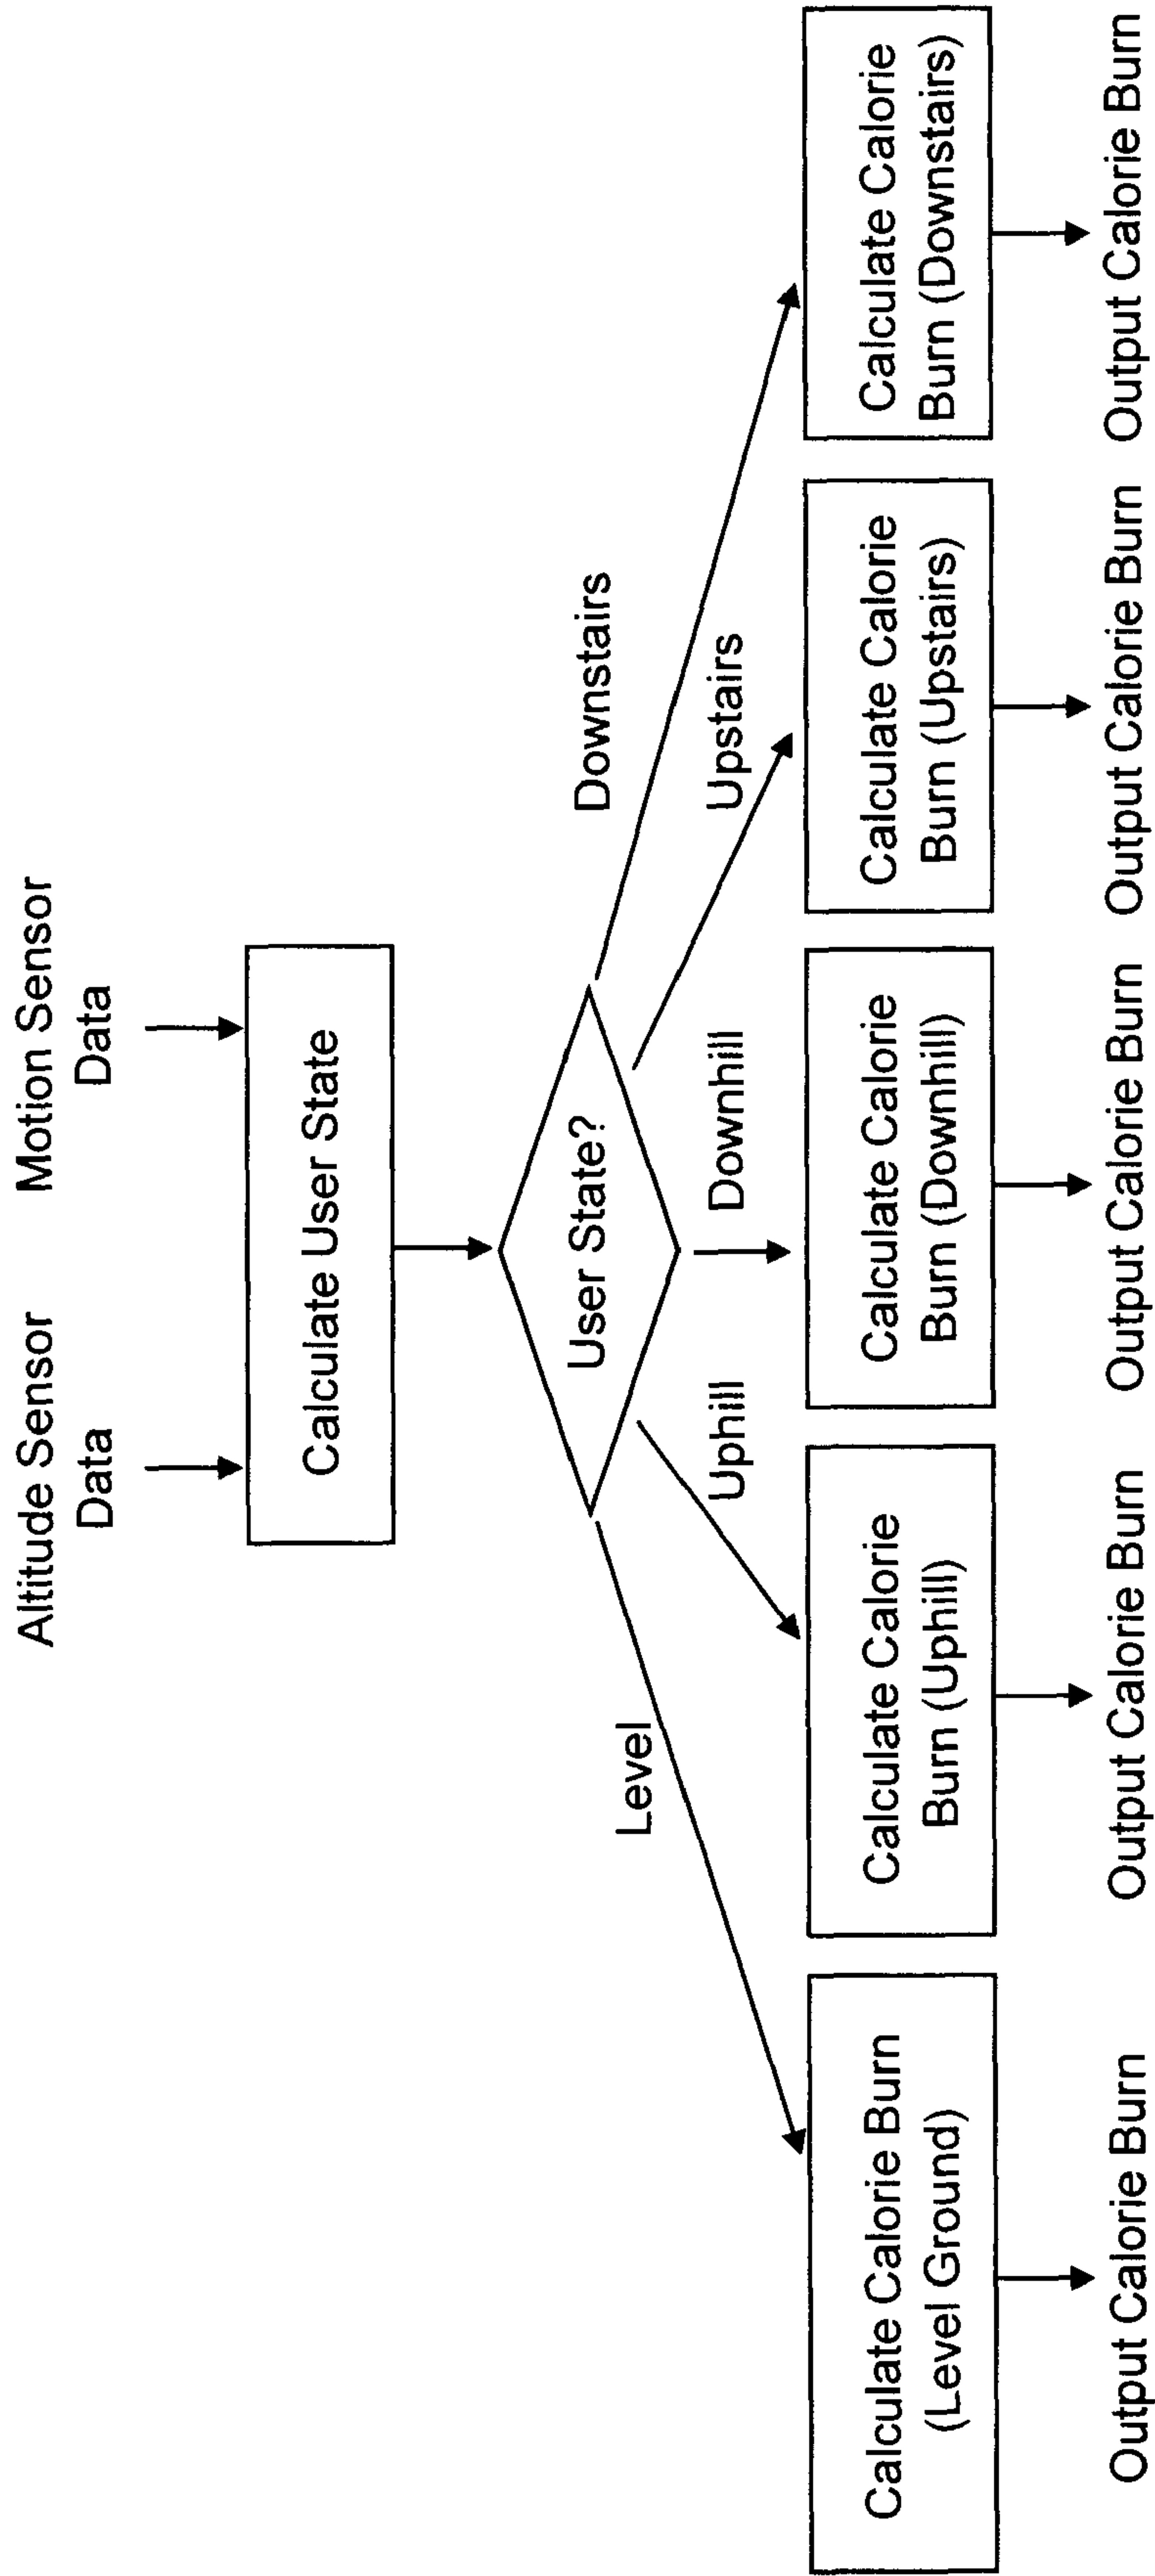 Altitude Sensor
Data
Motion Sensor
Data
Calculate User State
User State?
Level
Uphill
Downhill
Upstairs
Downstairs
Calculate Calorie Burn
(Level Ground)
Calculate Calorie
Burn (Uphill)
Calculate Calorie
Burn (Downhill)
Calculate Calorie
Burn (Upstairs)
Calculate Calorie
Burn (Downstairs)
Output Calorie Burn
Output Calorie Burn
Output Calorie Burn
Output Calorie Burn
Output Calorie Burn